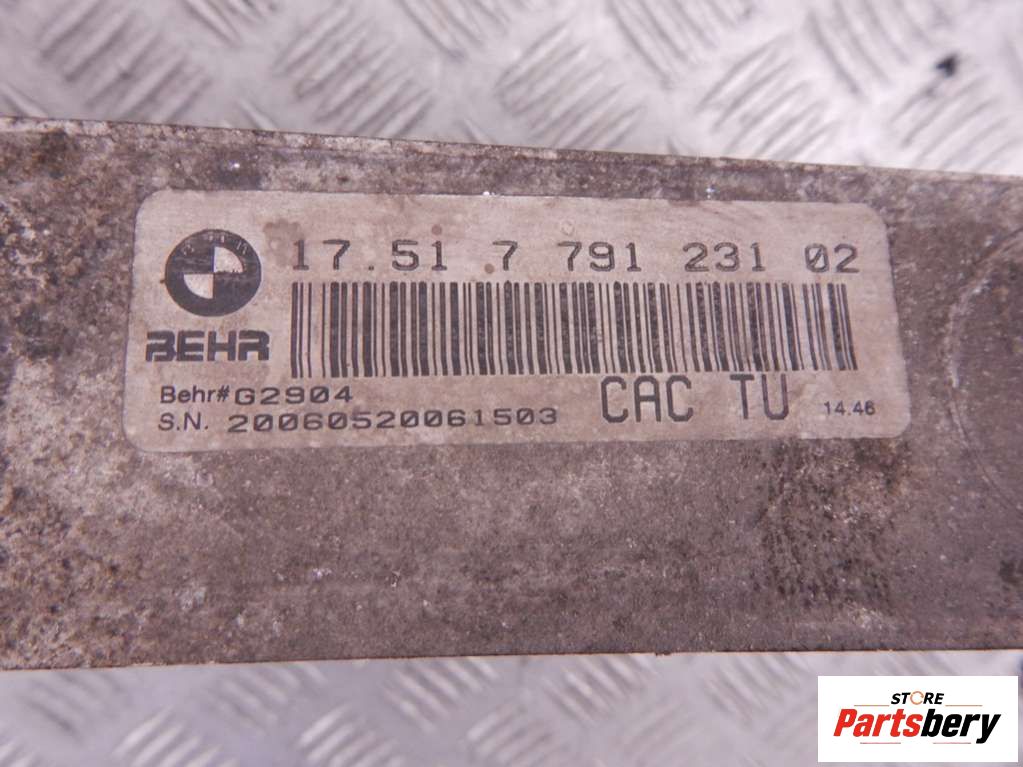 17.51 7 791 231 02
BEHR
Behr# G2904
CAC TU
14.46
S.N. 20060520061503
STORE
Partsbery